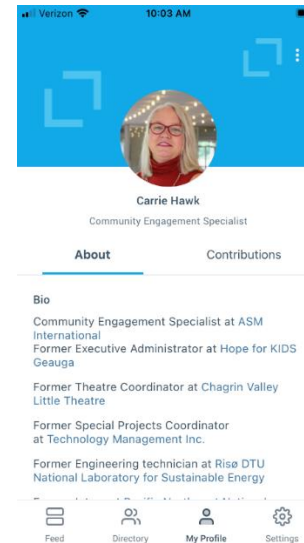 Verizon 10:03 AM
Carrie Hawk
Community Engagement Specialist
About Contributions
Bio
Community Engagement Specialist at ASM
International
Former Executive Administrator at Hope for KIDS
Geauga
Former Theatre Coordinator at Chagrin Valley
Little Theatre
Former Special Projects Coordinator
at Technology Management Inc.
Former Engineering technician at Risø DTU
National Laboratory for Sustainable Energy
Feed Directory My Profile Settings